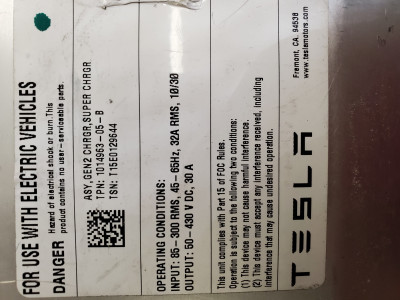 FOR USE WITH ELECTRIC VEHICLES
DANGER Hazard of electrical shock or burn.This
product contains no user-serviceable parts.
ASY,GEN2 CHRGR,SUPER CHRGR
TPN: 1014963-05-B
TSN: T15E0129644
OPERATING CONDITIONS:
INPUT: 85-300 RMS, 45-65Hz, 32A RMS, 10/30
OUTPUT: 50-430 V DC, 30 A
This unit complies with Part 15 of FCC Rules.
Operation is subject to the following two conditions:
(1) This device may not cause harmful interference.
(2) This device must accept any interference received, including
interference that may cause undesired operation.
TESLA
Fremont, CA. 94538
www.teslamotors.com